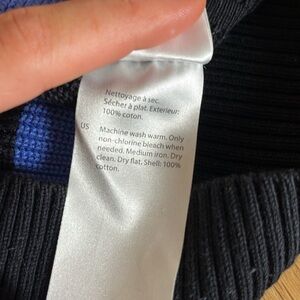 Nettoyage à sec.
Sécher à plat. Exterieur:
100% coton.
US Machine wash warm. Only
non-chlorine bleach when
needed. Medium iron. Dry
clean. Dry flat. Shell: 100%
cotton.